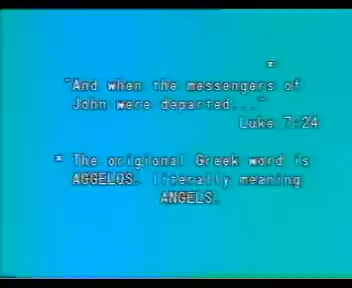 *
"And when the messengers of
John were departed..."
Luke 7:24
* The origional Greek word is
AGGELOS. literally meaning
ANGELS.